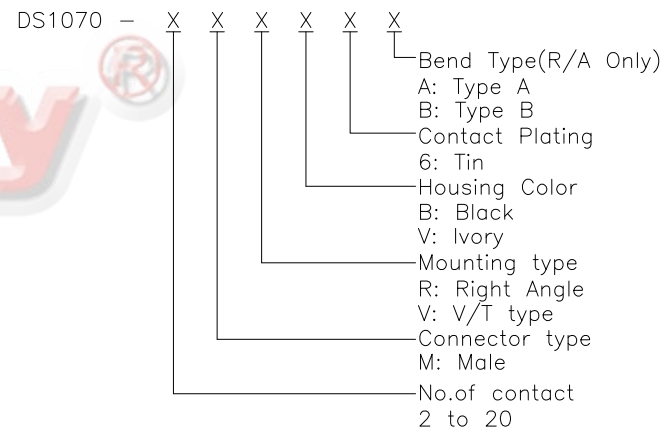 DS1070 - X X X X X X
Bend Type(R/A Only)
A: Type A
B: Type B
Contact Plating
6: Tin
Housing Color
B: Black
V: Ivory
Mounting type
R: Right Angle
V: V/T type
Connector type
M: Male
No.of contact
2 to 20
y ®